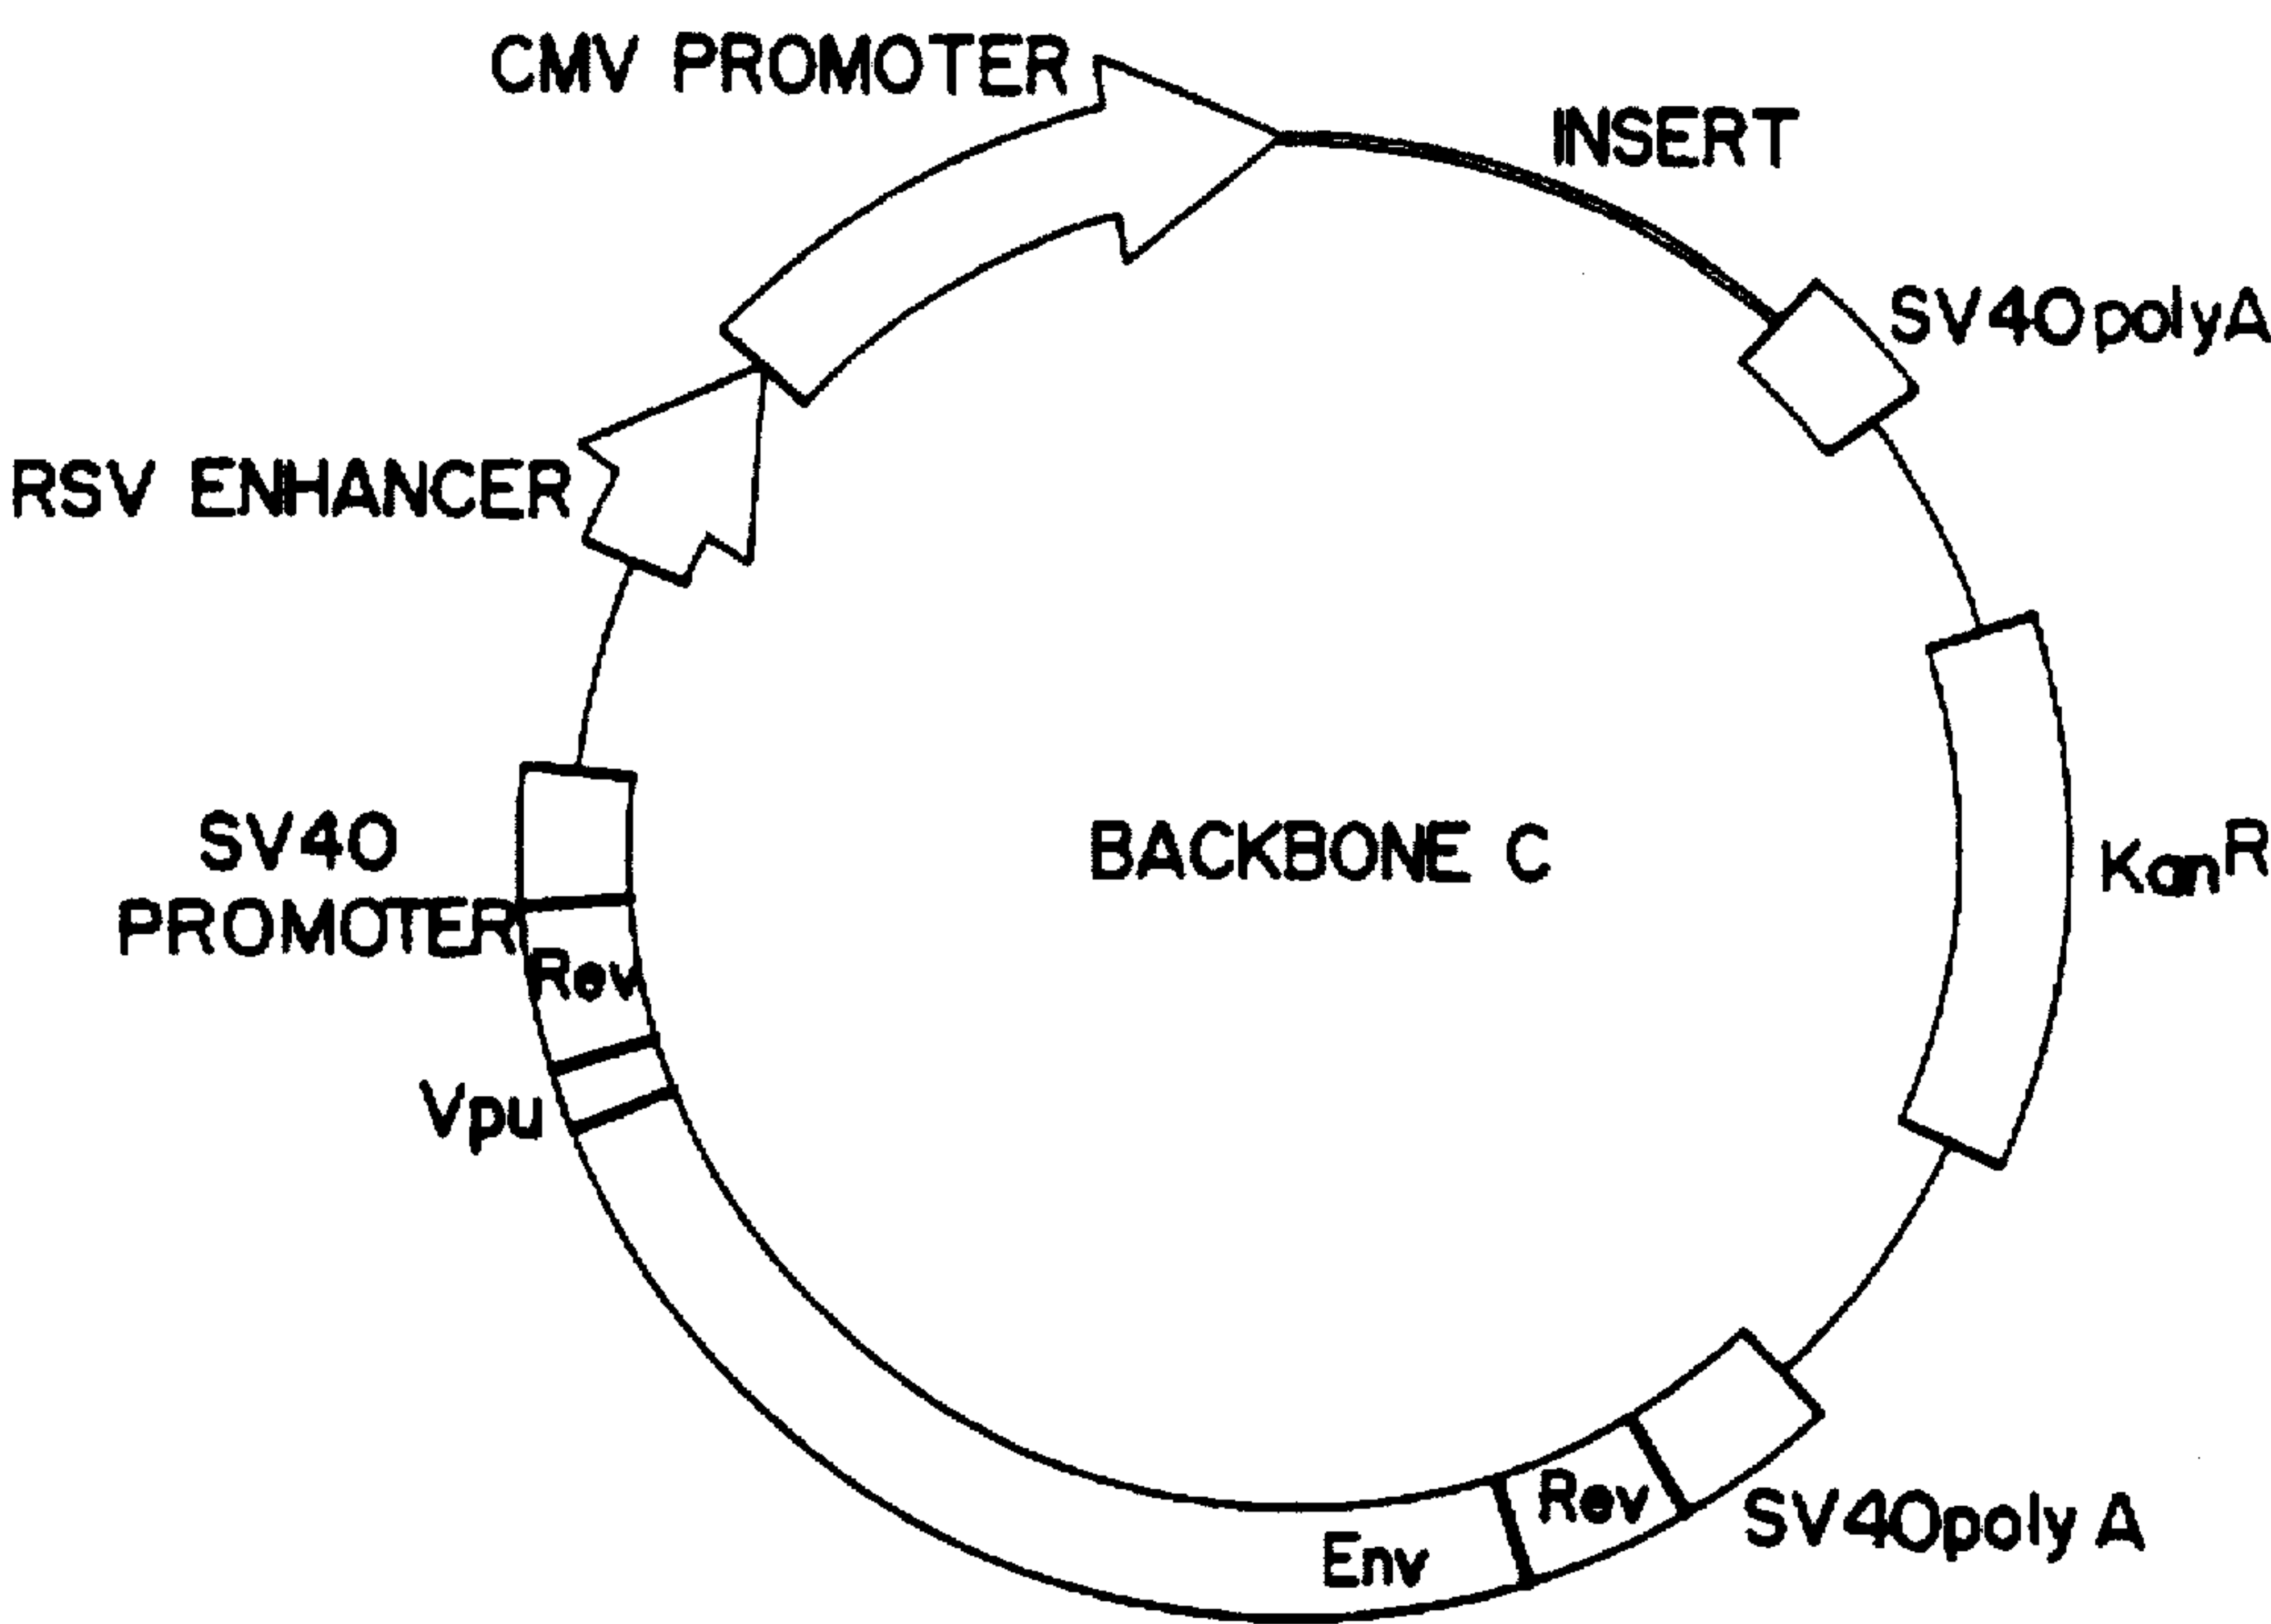 CMV PROMOTER
INSERT
SV40polyA
RSV ENHANCER
SV40
PROMOTER
BACKBONE C
KanR
Rev
Vpu
Rev
SV40poly A
Env